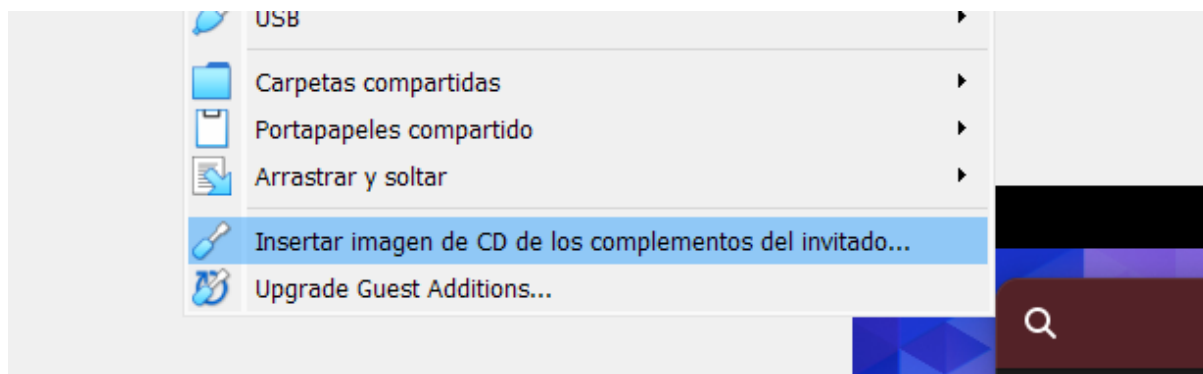 USB
Carpetas compartidas
Portapapeles compartido
Arrastrar y soltar
Insertar imagen de CD de los complementos del invitado...
Upgrade Guest Additions...